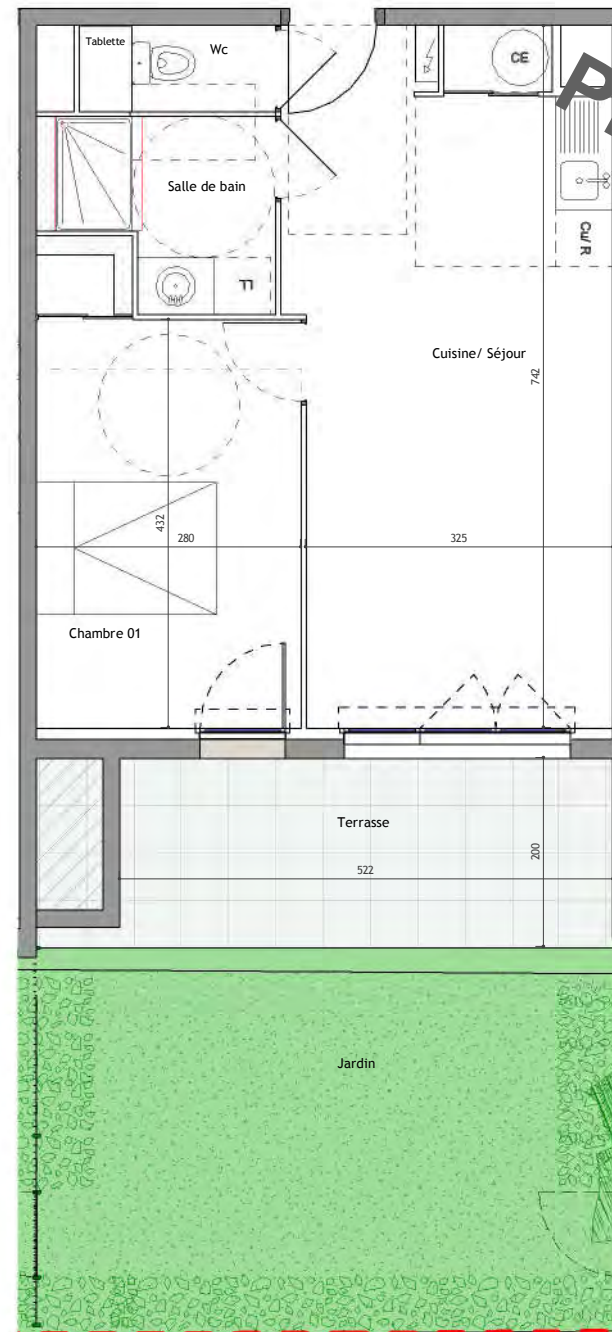 Tablette
Wc
CE
Salle de bain
Cu/R
Cuisine/ Séjour
742
432
280
325
Chambre 01
Terrasse
200
522
Jardin